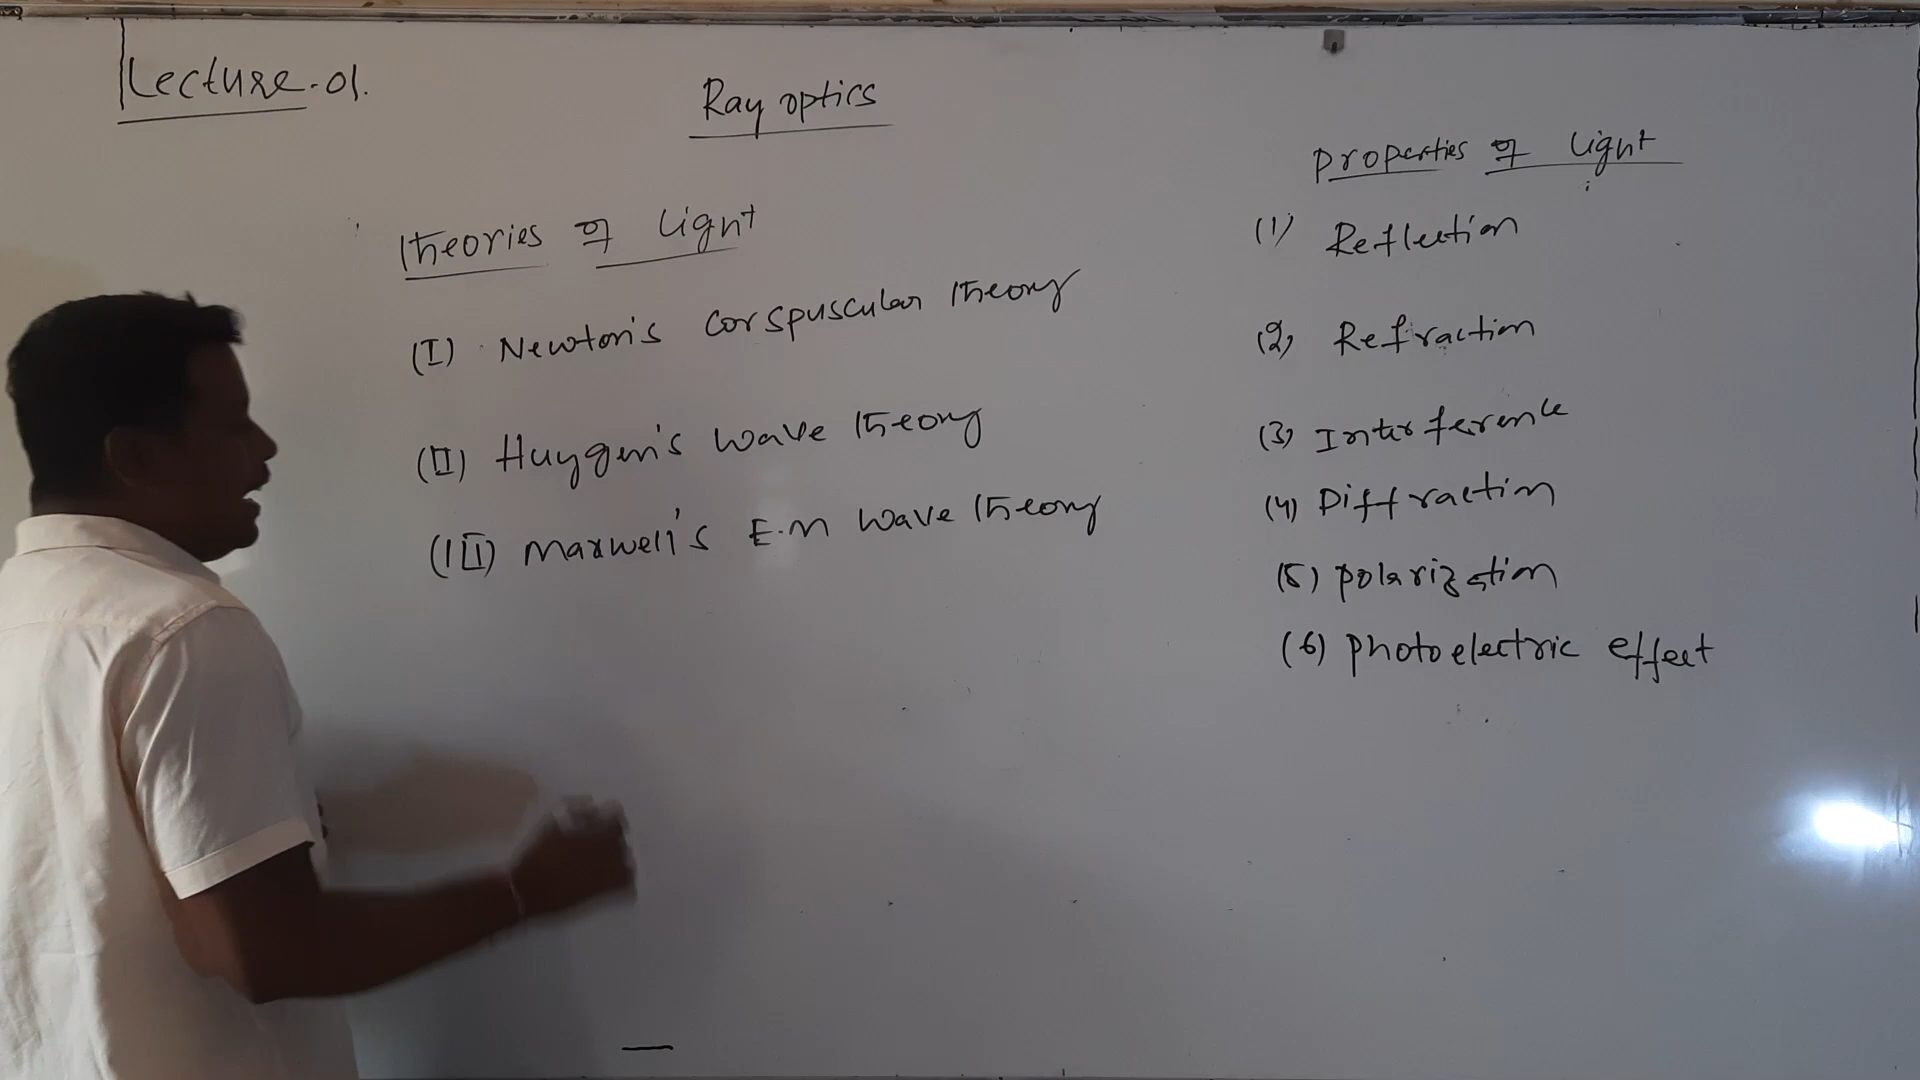 Lecture-01.
Ray optics
Theories of Light
(I) Newton's Corspuscular Theory
(II) Huygen's Wave Theory
(III) Maxwell's E.M Wave Theory
Properties of Light
(1) Reflection
(2) Refraction
(3) Interference
(4) Diffraction
(5) Polarization
(6) Photoelectric effect